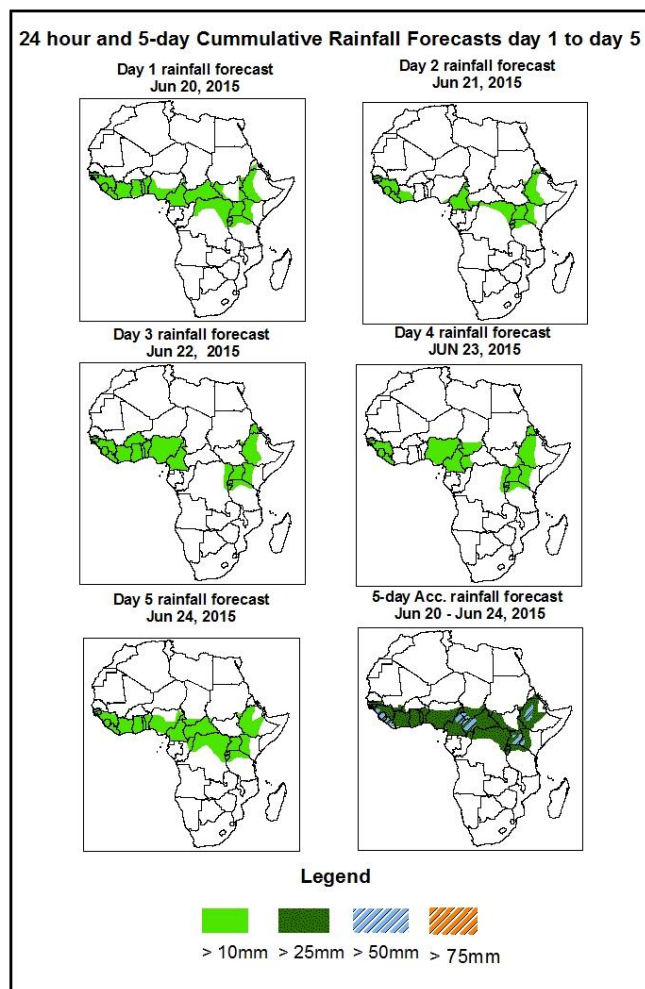 24 hour and 5-day Cummulative Rainfall Forecasts day 1 to day 5
Day 1 rainfall forecast
Jun 20, 2015
Day 2 rainfall forecast
Jun 21, 2015
Day 3 rainfall forecast
Jun 22, 2015
Day 4 rainfall forecast
JUN 23, 2015
Day 5 rainfall forecast
Jun 24, 2015
5-day Acc. rainfall forecast
Jun 20 - Jun 24, 2015
Legend
> 10mm
> 25mm
> 50mm
> 75mm